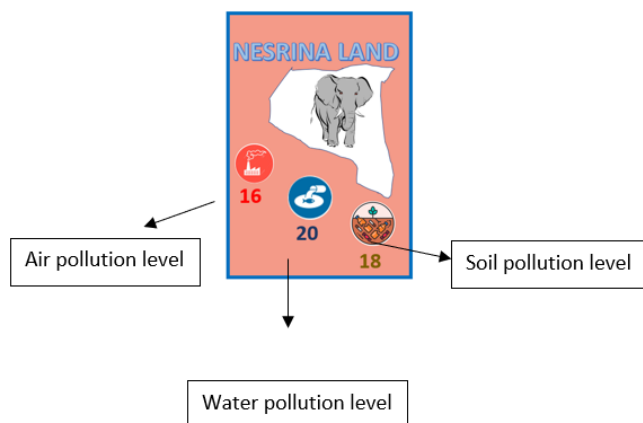 NESRINA LAND
16
20
18
Air pollution level
Soil pollution level
Water pollution level